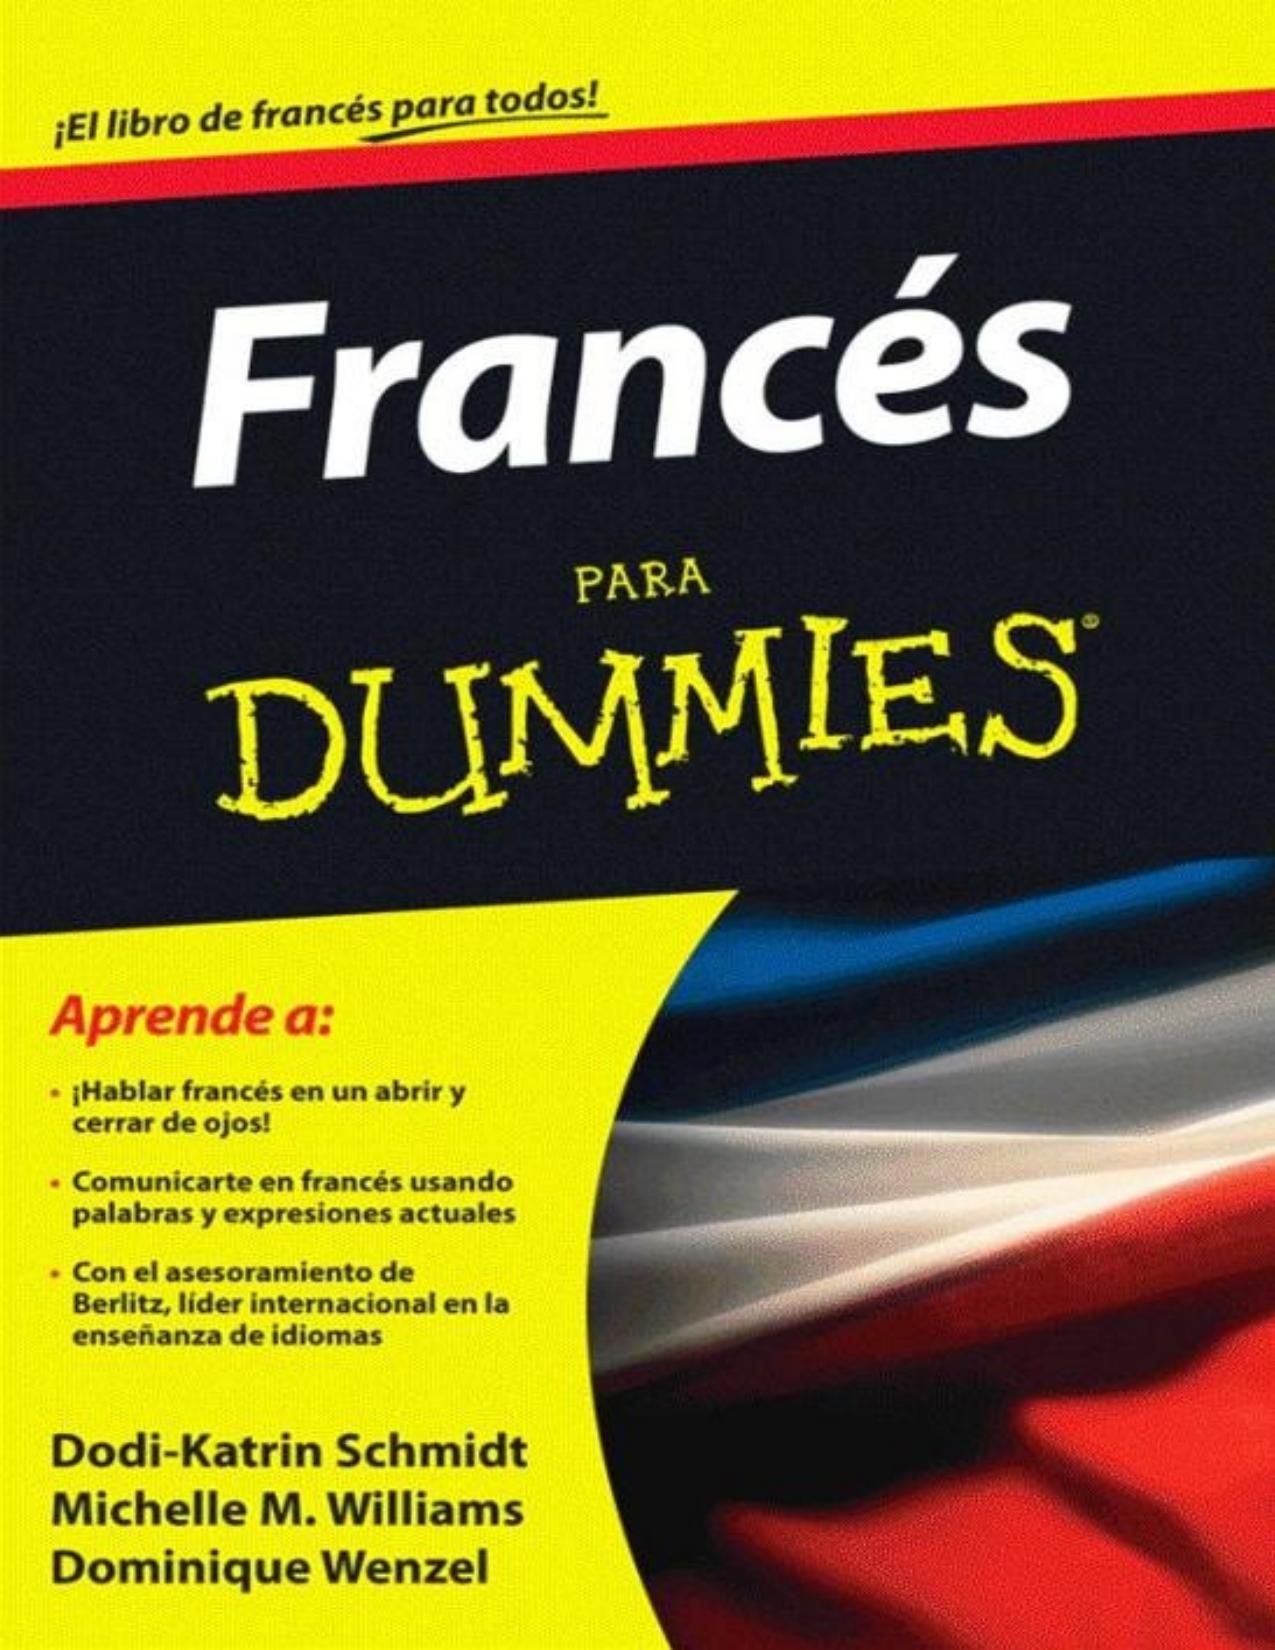 ¡El libro de francés para todos!
Francés
PARA
DUMMIES®
Aprende a:
• ¡Hablar francés en un abrir y
cerrar de ojos!
• Comunicarte en francés usando
palabras y expresiones actuales
• Con el asesoramiento de
Berlitz, líder internacional en la
enseñanza de idiomas
Dodi-Katrin Schmidt
Michelle M. Williams
Dominique Wenzel